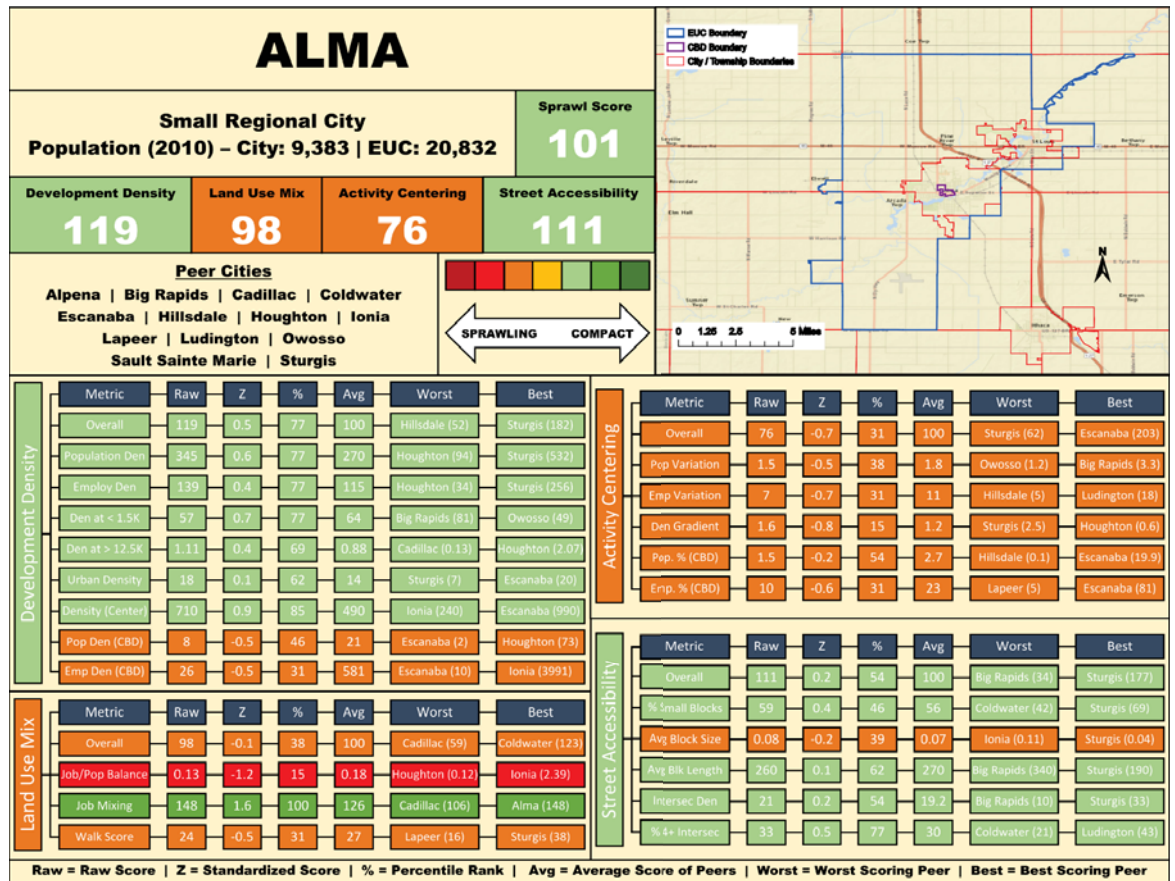 ALMA
Small Regional City
Population (2010) – City: 9,383 | EUC: 20,832
Sprawl Score
101
Development Density
119
Land Use Mix
98
Activity Centering
76
Street Accessibility
111
Peer Cities
Alpena | Big Rapids | Cadillac | Coldwater
Escanaba | Hillsdale | Houghton | Ionia
Lapeer | Ludington | Owosso
Sault Sainte Marie | Sturgis
SPRAWLING COMPACT
EUC Boundary
CBD Boundary
City / Township Boundaries
Pine River Twp
St Louis
Bethany Twp
Riverdale
Elwell
Arcada Twp
Elm Hall
Sumner Twp
Emerson Twp
Ithaca
N
0 1.25 2.5 5 Miles
Development Density
Metric Raw Z % Avg Worst Best
Overall 119 0.5 77 100 Hillsdale (52) Sturgis (182)
Population Den 345 0.6 77 270 Houghton (94) Sturgis (532)
Employ Den 139 0.4 77 115 Houghton (34) Sturgis (256)
Den at < 1.5K 57 0.7 77 64 Big Rapids (81) Owosso (49)
Den at > 12.5K 1.11 0.4 69 0.88 Cadillac (0.13) Houghton (2.07)
Urban Density 18 0.1 62 14 Sturgis (7) Escanaba (20)
Density (Center) 710 0.9 85 490 Ionia (240) Escanaba (990)
Pop Den (CBD) 8 -0.5 46 21 Escanaba (2) Houghton (73)
Emp Den (CBD) 26 -0.5 31 581 Escanaba (10) Ionia (3991)
Land Use Mix
Metric Raw Z % Avg Worst Best
Overall 98 -0.1 38 100 Cadillac (59) Coldwater (123)
Job/Pop Balance 0.13 -1.2 15 0.18 Houghton (0.12) Ionia (2.39)
Job Mixing 148 1.6 100 126 Cadillac (106) Alma (148)
Walk Score 24 -0.5 31 27 Lapeer (16) Sturgis (38)
Activity Centering
Metric Raw Z % Avg Worst Best
Overall 76 -0.7 31 100 Sturgis (62) Escanaba (203)
Pop Variation 1.5 -0.5 38 1.8 Owosso (1.2) Big Rapids (3.3)
Emp Variation 7 -0.7 31 11 Hillsdale (5) Ludington (18)
Den Gradient 1.6 -0.8 15 1.2 Sturgis (2.5) Houghton (0.6)
Pop. % (CBD) 1.5 -0.2 54 2.7 Hillsdale (0.1) Escanaba (19.9)
Emp. % (CBD) 10 -0.6 31 23 Lapeer (5) Escanaba (81)
Street Accessibility
Metric Raw Z % Avg Worst Best
Overall 111 0.2 54 100 Big Rapids (34) Sturgis (177)
% Small Blocks 59 0.4 46 56 Coldwater (42) Sturgis (69)
Avg Block Size 0.08 -0.2 39 0.07 Ionia (0.11) Sturgis (0.04)
Avg Blk Length 260 0.1 62 270 Big Rapids (340) Sturgis (190)
Intersec Den 21 0.2 54 19.2 Big Rapids (10) Sturgis (33)
% 4+ Intersec 33 0.5 77 30 Coldwater (21) Ludington (43)
Raw = Raw Score | Z = Standardized Score | % = Percentile Rank | Avg = Average Score of Peers | Worst = Worst Scoring Peer | Best = Best Scoring Peer